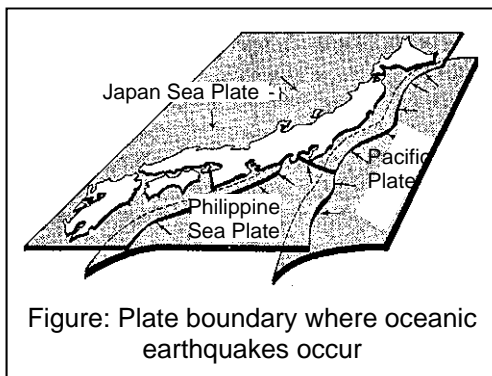 Japan Sea Plate
Pacific
Plate
Philippine
Sea Plate
Figure: Plate boundary where oceanic
earthquakes occur